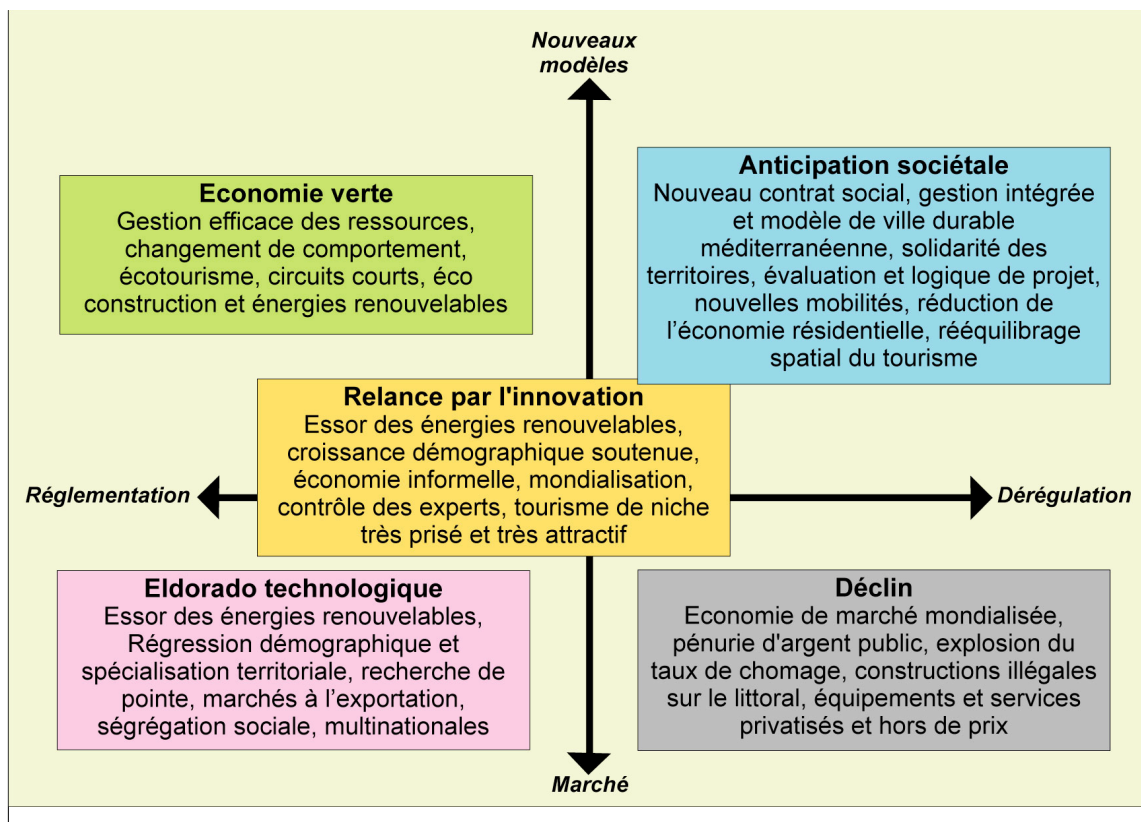 Nouveaux
modèles
Economie verte
Gestion efficace des ressources,
changement de comportement,
écotourisme, circuits courts, éco
construction et énergies renouvelables
Anticipation sociétale
Nouveau contrat social, gestion intégrée
et modèle de ville durable
méditerranéenne, solidarité des
territoires, évaluation et logique de projet,
nouvelles mobilités, réduction de
l’économie résidentielle, rééquilibrage
spatial du tourisme
Relance par l'innovation
Essor des énergies renouvelables,
croissance démographique soutenue,
économie informelle, mondialisation,
contrôle des experts, tourisme de niche
très prisé et très attractif
Réglementation
Dérégulation
Eldorado technologique
Essor des énergies renouvelables,
Régression démographique et
spécialisation territoriale, recherche de
pointe, marchés à l’exportation,
ségrégation sociale, multinationales
Déclin
Economie de marché mondialisée,
pénurie d'argent public, explosion du
taux de chomage, constructions illégales
sur le littoral, équipements et services
privatisés et hors de prix
Marché